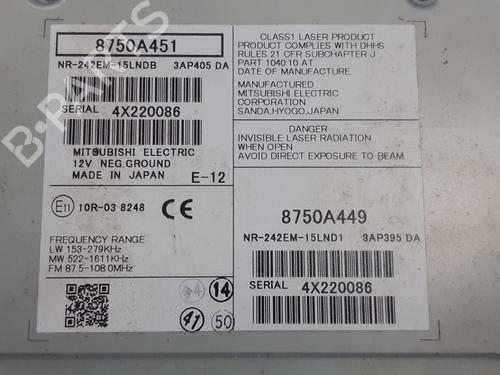 8750A451
NR-242EM-15LNDB 3AP405 DA
SERIAL 4X220086
MITSUBISHI ELECTRIC
12V NEG.GROUND
MADE IN JAPAN E-12
E11 10R-03 8248 CE
FREQUENCY RANGE
LW 153-279KHz
MW 522-1611KHz
FM 87.5-108.0MHz
CLASS1 LASER PRODUCT
PRODUCT COMPLIES WITH DHHS
RULES 21 CFR SUBCHAPTER J
PART 1040.10 AT
DATE OF MANUFACTURE.
MANUFACTURED
MITSUBISHI ELECTRIC
CORPORATION
SANDA,HYOGO,JAPAN
DANGER
INVISIBLE LASER RADIATION
WHEN OPEN
AVOID DIRECT EXPOSURE TO BEAM
8750A449
NR-242EM-15LND1 3AP395 DA
SERIAL 4X220086
14
41 50
B-PARTS